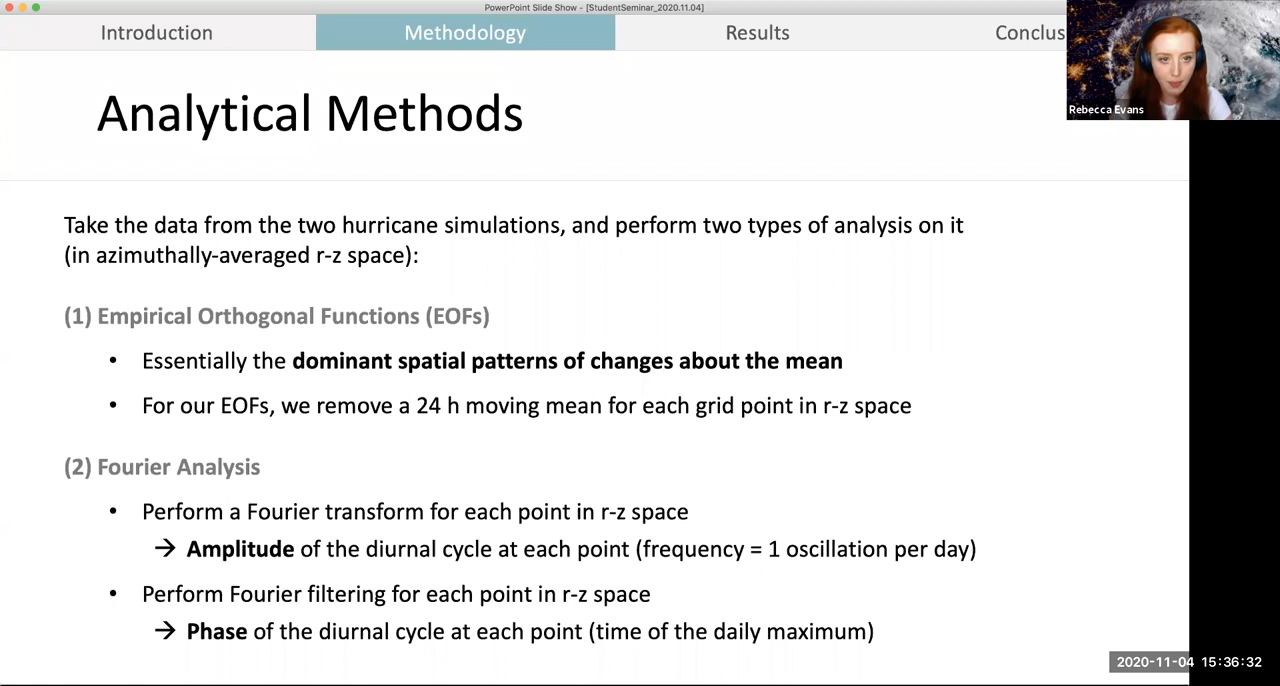 PowerPoint Slide Show - [StudentSeminar_2020.11.04]
Introduction
Methodology
Results
Conclus
Rebecca Evans
Analytical Methods
Take the data from the two hurricane simulations, and perform two types of analysis on it
(in azimuthally-averaged r-z space):
(1) Empirical Orthogonal Functions (EOFs)
• Essentially the dominant spatial patterns of changes about the mean
• For our EOFs, we remove a 24 h moving mean for each grid point in r-z space
(2) Fourier Analysis
• Perform a Fourier transform for each point in r-z space
→ Amplitude of the diurnal cycle at each point (frequency = 1 oscillation per day)
• Perform Fourier filtering for each point in r-z space
→ Phase of the diurnal cycle at each point (time of the daily maximum)
2020-11-04 15:36:32